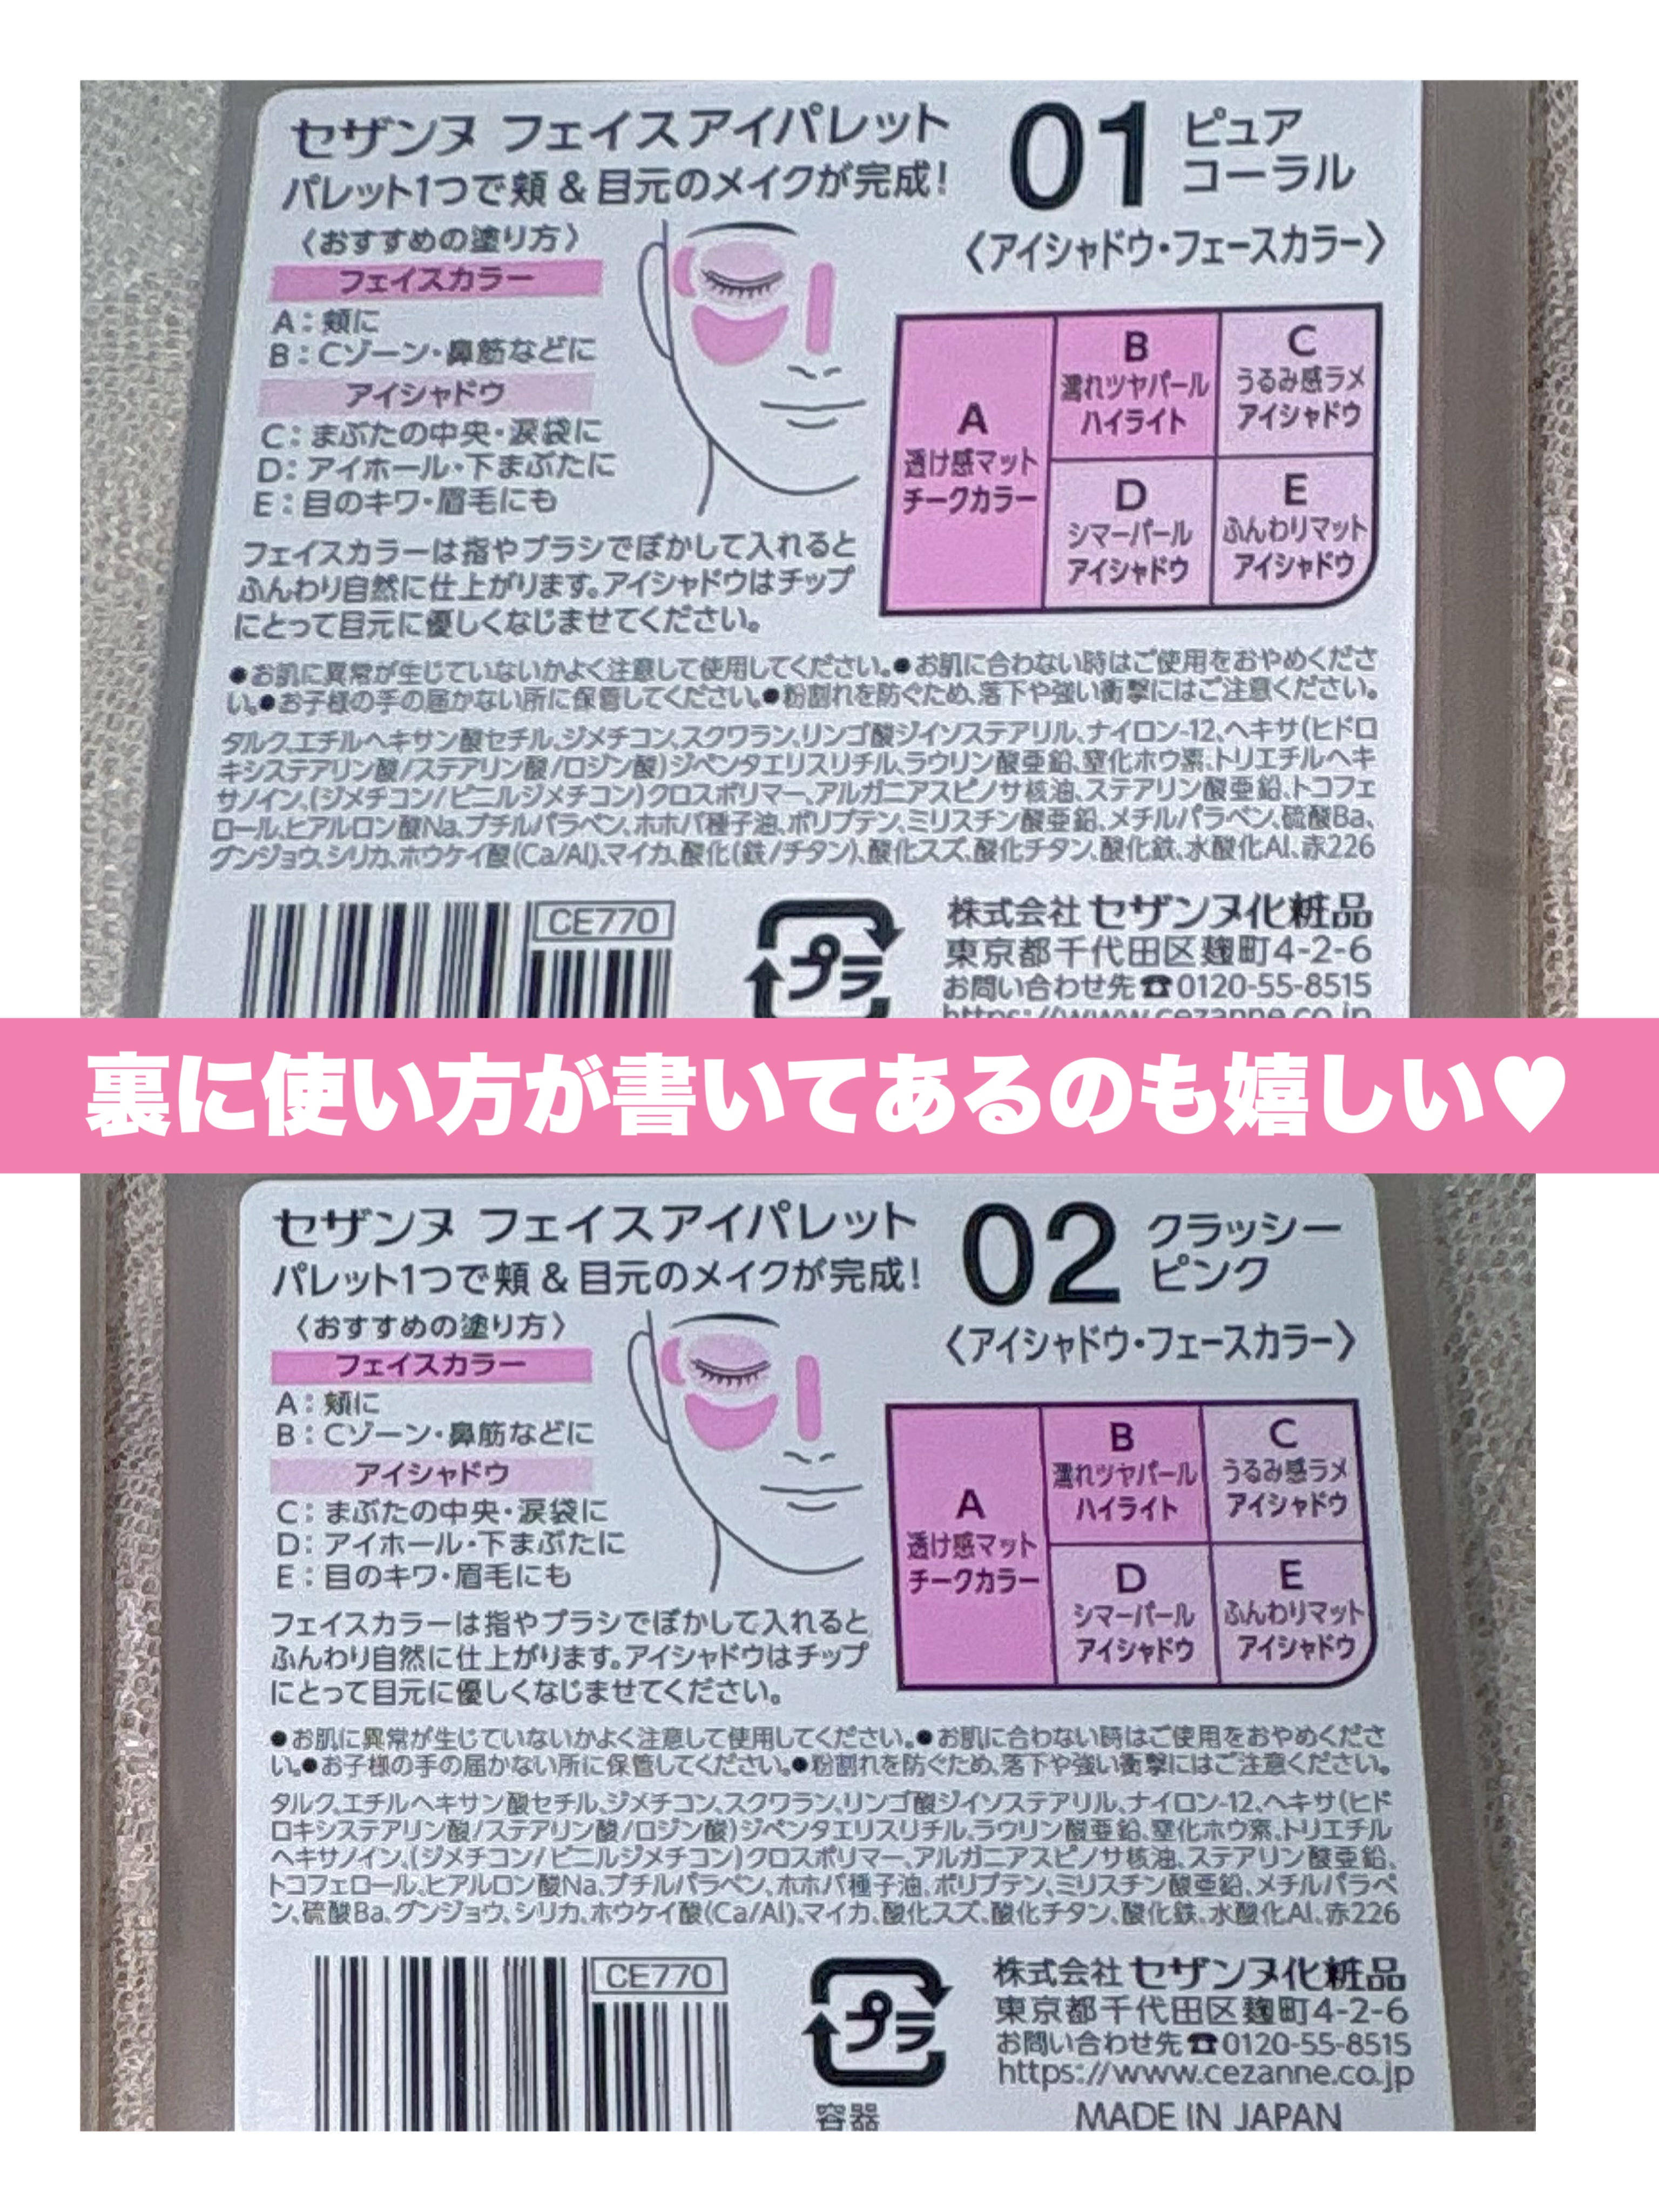 セザンヌ フェイスアイパレット
パレット1つで頬&目元のメイクが完成!
01 ピュア
コーラル
〈アイシャドウ・フェースカラー〉
〈おすすめの塗り方〉
フェイスカラー
A:頬に
B:Cゾーン・鼻筋などに
アイシャドウ
C:まぶたの中央・涙袋に
D:アイホール・下まぶたに
E:目のキワ・眉毛にも
A
透け感マット
チークカラー
B
濡れツヤパール
ハイライト
C
うるみ感ラメ
アイシャドウ
D
シマーパール
アイシャドウ
E
ふんわりマット
アイシャドウ
フェイスカラーは指やブラシでぼかして入れると
ふんわり自然に仕上がります。アイシャドウはチップ
にとって目元に優しくなじませてください。
●お肌に異常が生じていないかよく注意して使用してください。●お肌に合わない時はご使用をおやめくださ
い。●お子様の手の届かない所に保管してください。●粉割れを防ぐため、落下や強い衝撃にはご注意ください。
タルク、エチルヘキサン酸セチル、ジメチコン、スクワラン、リンゴ酸ジイソステアリル、ナイロン-12、ヘキサ(ヒドロ
キシステアリン酸/ステアリン酸/ロジン酸)ジペンタエリスリチル、ラウリン酸亜鉛、窒化ホウ素、トリエチルヘキ
サノイン、(ジメチコン/ビニルジメチコン)クロスポリマー、アルガニアスピノサ核油、ステアリン酸亜鉛、トコフェ
ロール、ヒアルロン酸Na、ブチルパラベン、ホホバ種子油、ポリブテン、ミリスチン酸亜鉛、メチルパラベン、硫酸Ba、
グンジョウ、シリカ、ホウケイ酸(Ca/Al)、マイカ、酸化(鉄/チタン)、酸化スズ、酸化チタン、酸化鉄、水酸化Al、赤226
CE770
プラ
株式会社 セザンヌ化粧品
東京都千代田区麹町4-2-6
お問い合わせ先☎0120-55-8515
https://www.cezanne.co.jp
裏に使い方が書いてあるのも嬉しい♥
セザンヌ フェイスアイパレット
パレット1つで頬&目元のメイクが完成!
02 クラッシー
ピンク
〈アイシャドウ・フェースカラー〉
〈おすすめの塗り方〉
フェイスカラー
A:頬に
B:Cゾーン・鼻筋などに
アイシャドウ
C:まぶたの中央・涙袋に
D:アイホール・下まぶたに
E:目のキワ・眉毛にも
A
透け感マット
チークカラー
B
濡れツヤパール
ハイライト
C
うるみ感ラメ
アイシャドウ
D
シマーパール
アイシャドウ
E
ふんわりマット
アイシャドウ
フェイスカラーは指やブラシでぼかして入れると
ふんわり自然に仕上がります。アイシャドウはチップ
にとって目元に優しくなじませてください。
●お肌に異常が生じていないかよく注意して使用してください。●お肌に合わない時はご使用をおやめくださ
い。●お子様の手の届かない所に保管してください。●粉割れを防ぐため、落下や強い衝撃にはご注意ください。
タルク、エチルヘキサン酸セチル、ジメチコン、スクワラン、リンゴ酸ジイソステアリル、ナイロン-12、ヘキサ(ヒド
ロキシステアリン酸/ステアリン酸/ロジン酸)ジペンタエリスリチル、ラウリン酸亜鉛、窒化ホウ素、トリエチル
ヘキサノイン、(ジメチコン/ビニルジメチコン)クロスポリマー、アルガニアスピノサ核油、ステアリン酸亜鉛、
トコフェロール、ヒアルロン酸Na、ブチルパラベン、ホホバ種子油、ポリブテン、ミリスチン酸亜鉛、メチルパラベ
ン、硫酸Ba、グンジョウ、シリカ、ホウケイ酸(Ca/Al)、マイカ、酸化スズ、酸化チタン、酸化鉄、水酸化Al、赤226
CE770
プラ
容器
株式会社 セザンヌ化粧品
東京都千代田区麹町4-2-6
お問い合わせ先☎0120-55-8515
https://www.cezanne.co.jp
MADE IN JAPAN